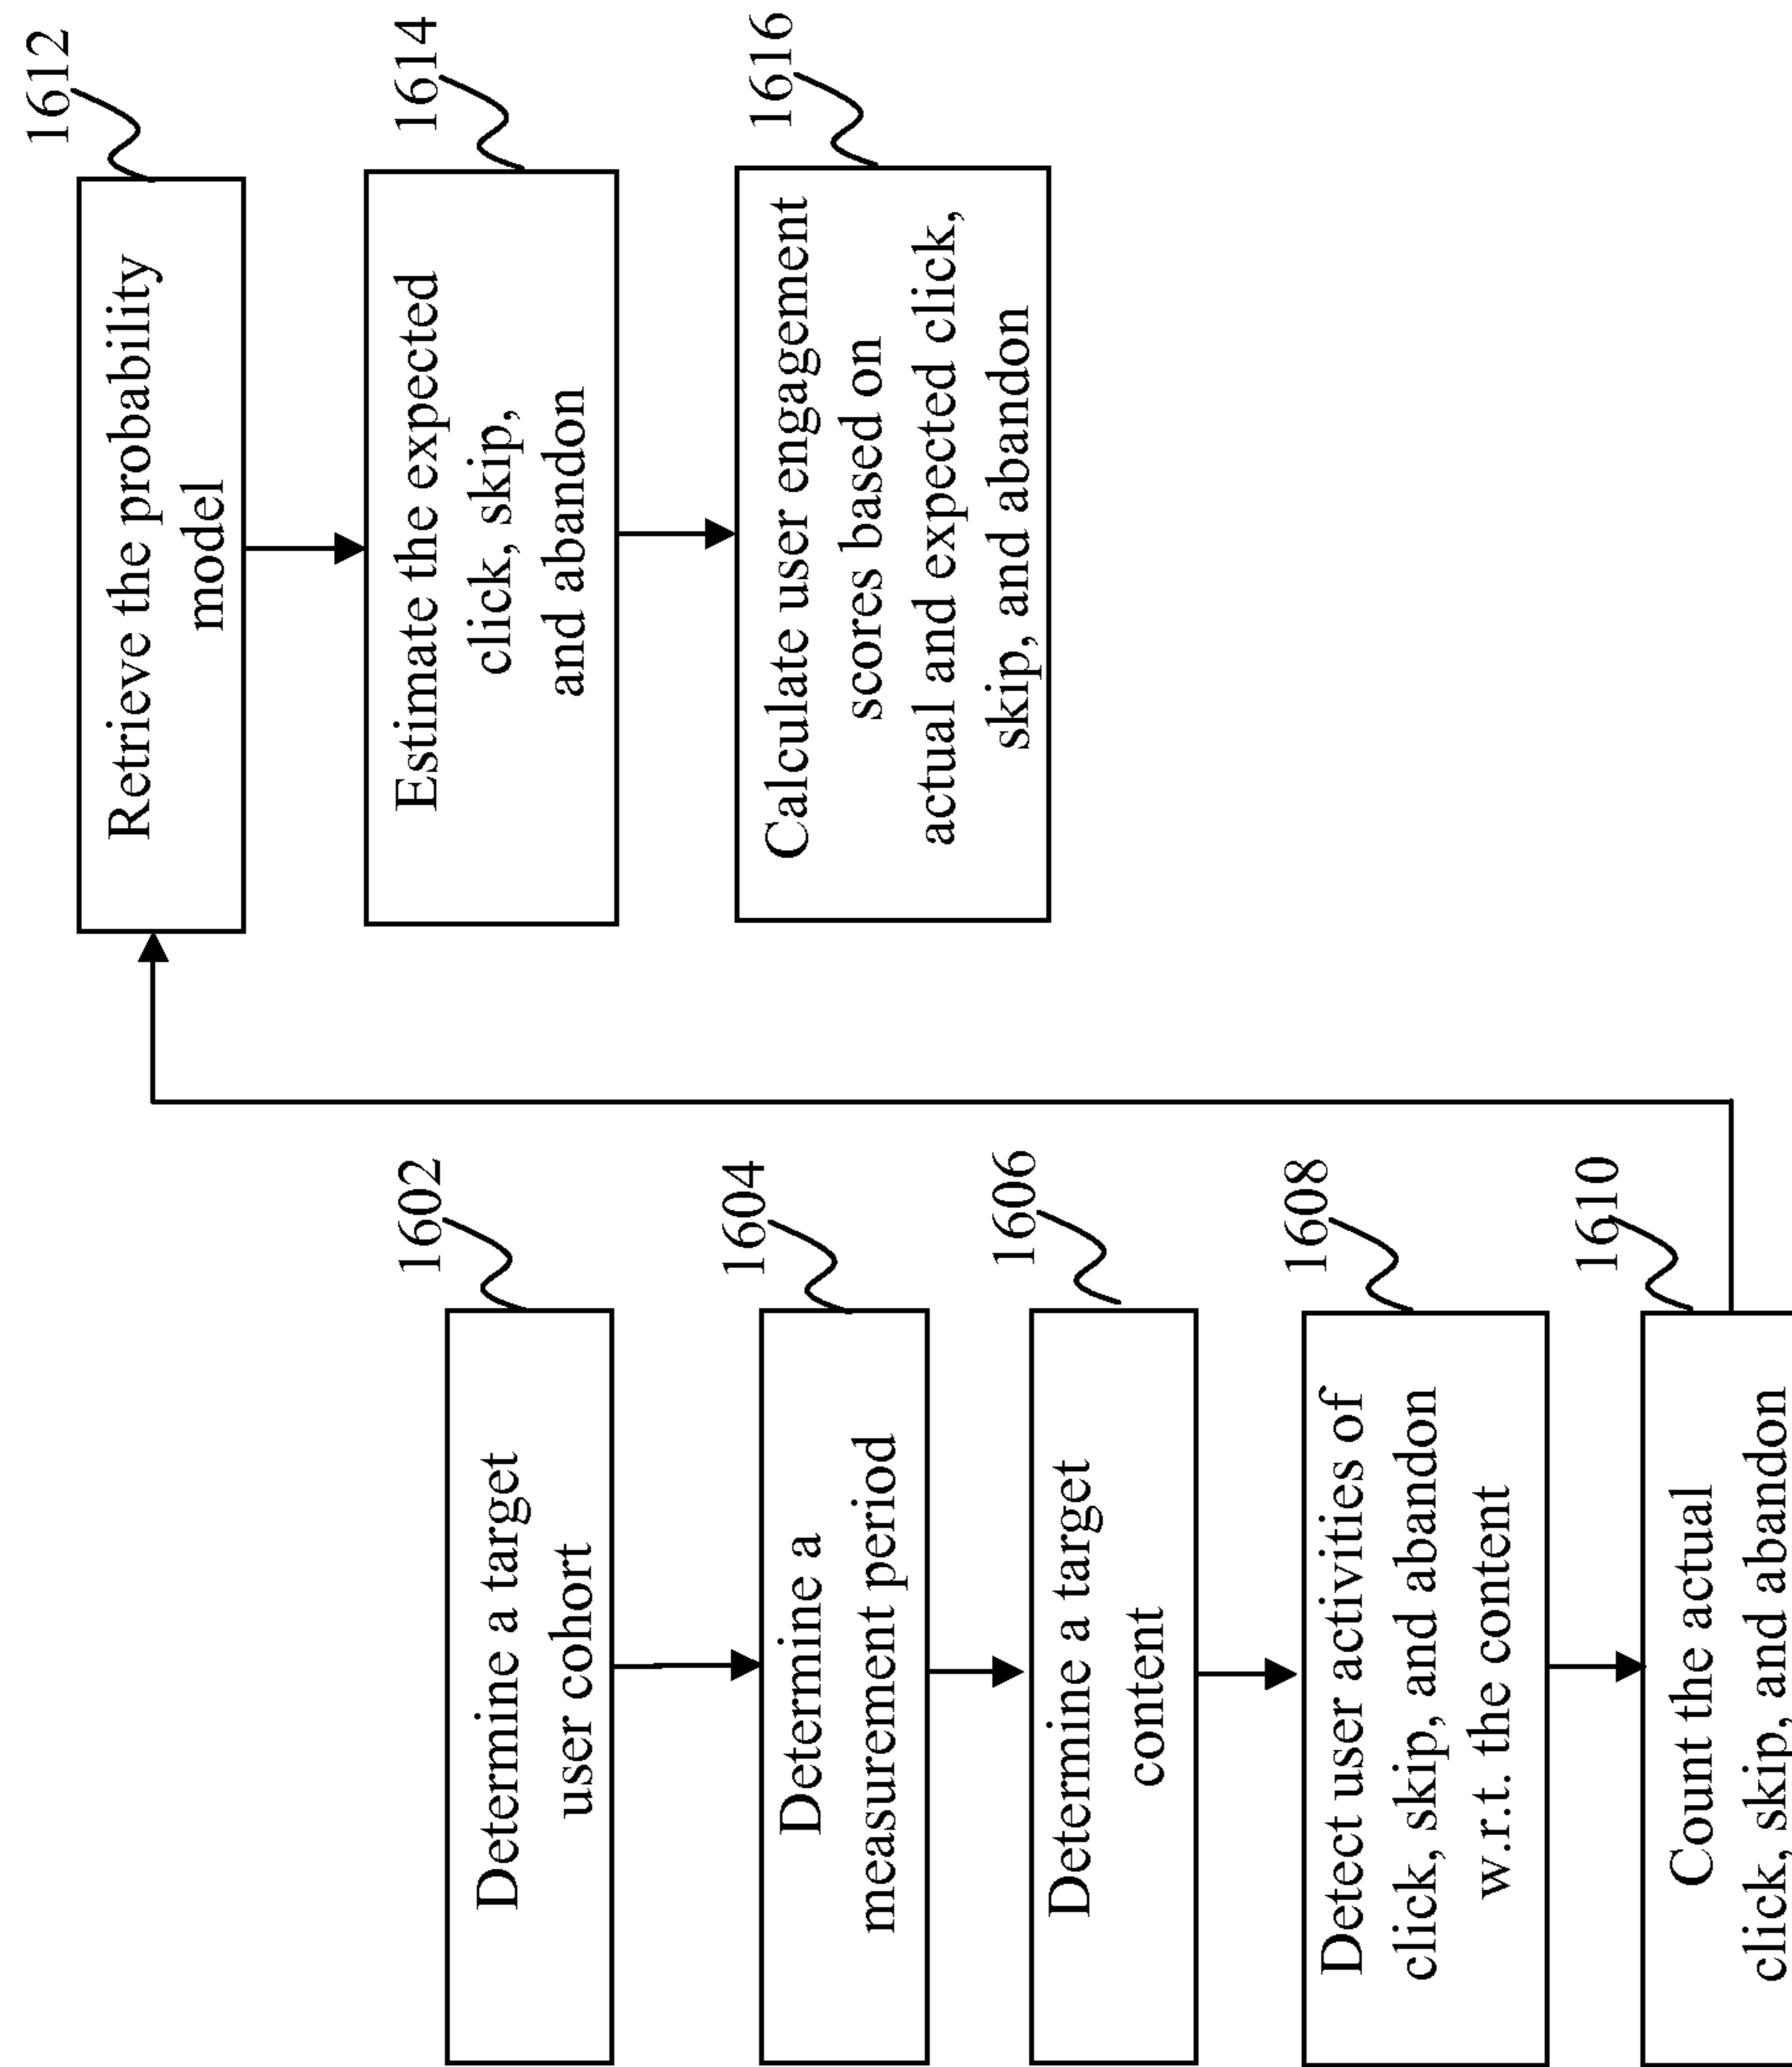 1602
Determine a target
user cohort
1604
Determine a
measurement period
1606
Determine a target
content
1608
Detect user activities of
click, skip, and abandon
w.r.t. the content
1610
Count the actual
click, skip, and abandon
1612
Retrieve the probability
model
1614
Estimate the expected
click, skip,
and abandon
1616
Calculate user engagement
scores based on
actual and expected click,
skip, and abandon